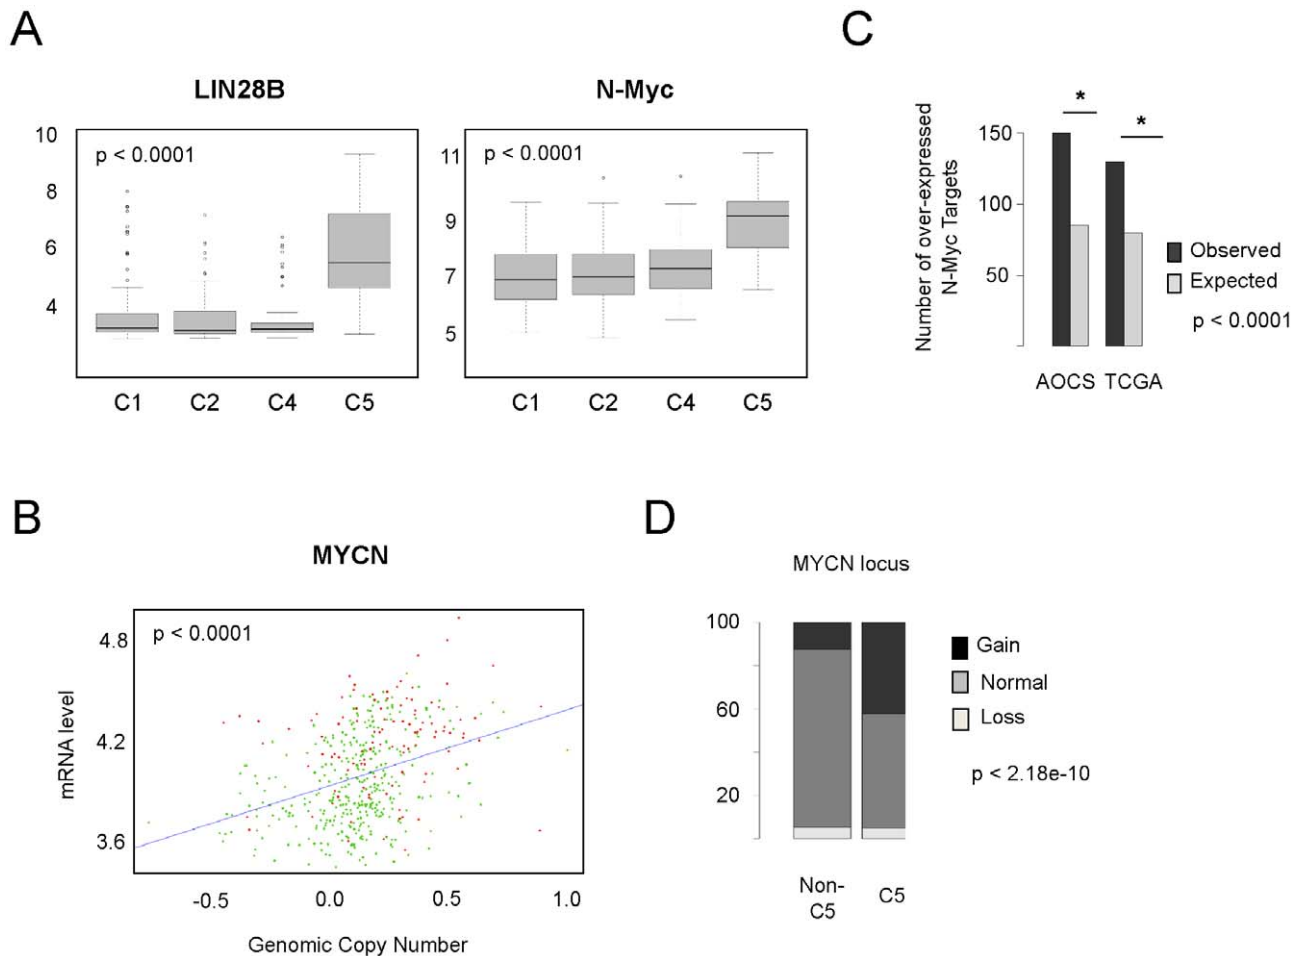 A
LIN28B
p < 0.0001
10
8
6
4
C1 C2 C4 C5
N-Myc
p < 0.0001
11
9
7
5
C1 C2 C4 C5
C
Number of over-expressed
N-Myc Targets
150
100
50
* *
Observed
Expected
p < 0.0001
AOCS TCGA
B
MYCN
p < 0.0001
mRNA level
4.8
4.2
3.6
-0.5 0.0 0.5 1.0
Genomic Copy Number
D
MYCN locus
100
60
20
Gain
Normal
Loss
p < 2.18e-10
Non-
C5
C5